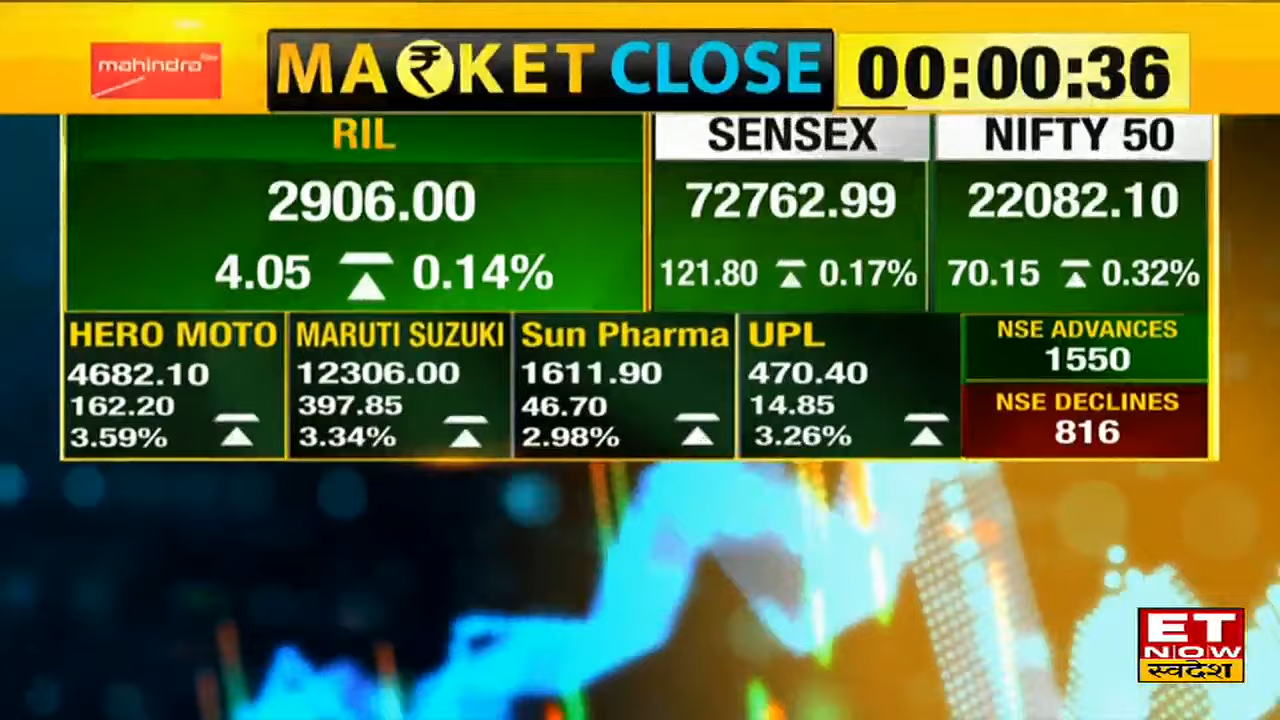 mahindra Rise
MA₹KET CLOSE
00:00:36
RIL
2906.00
4.05 0.14%
SENSEX
72762.99
121.80 0.17%
NIFTY 50
22082.10
70.15 0.32%
HERO MOTO
4682.10
162.20
3.59%
MARUTI SUZUKI
12306.00
397.85
3.34%
Sun Pharma
1611.90
46.70
2.98%
UPL
470.40
14.85
3.26%
NSE ADVANCES
1550
NSE DECLINES
816
ET
NOW
स्वदेश